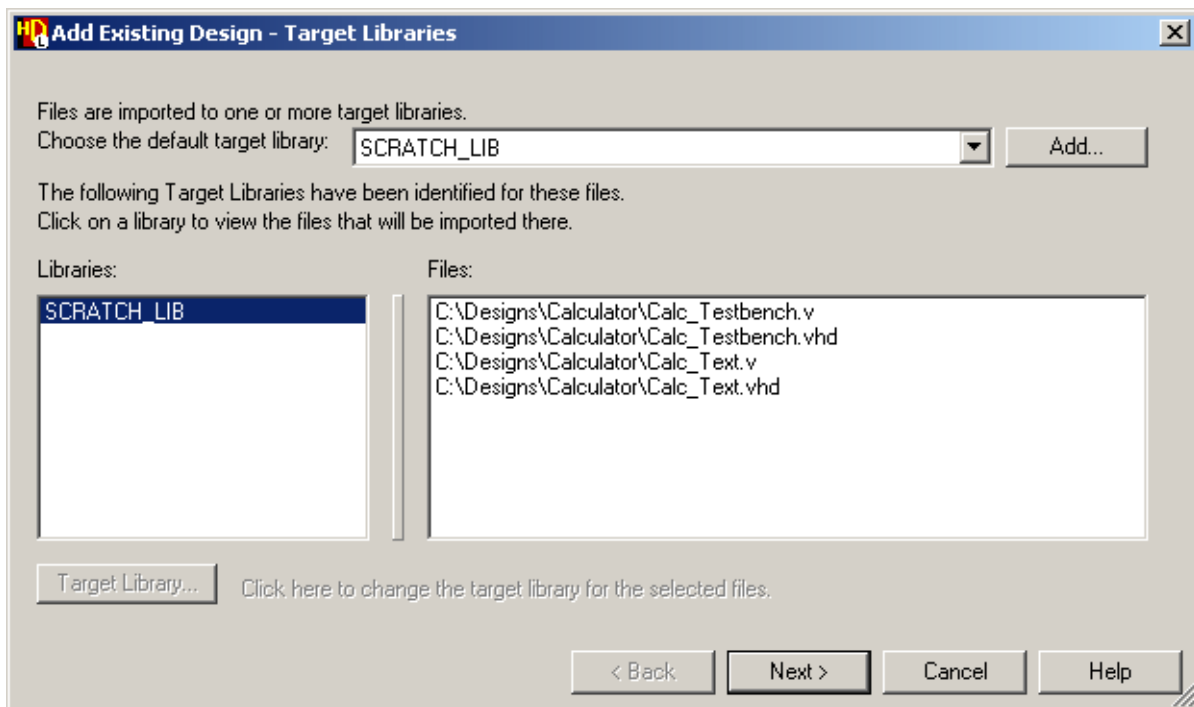 HDL Add Existing Design - Target Libraries
Files are imported to one or more target libraries.
Choose the default target library: SCRATCH_LIB Add...
The following Target Libraries have been identified for these files.
Click on a library to view the files that will be imported there.
Libraries: Files:
SCRATCH_LIB C:\Designs\Calculator\Calc_Testbench.v
C:\Designs\Calculator\Calc_Testbench.vhd
C:\Designs\Calculator\Calc_Text.v
C:\Designs\Calculator\Calc_Text.vhd
Target Library... Click here to change the target library for the selected files.
< Back Next > Cancel Help